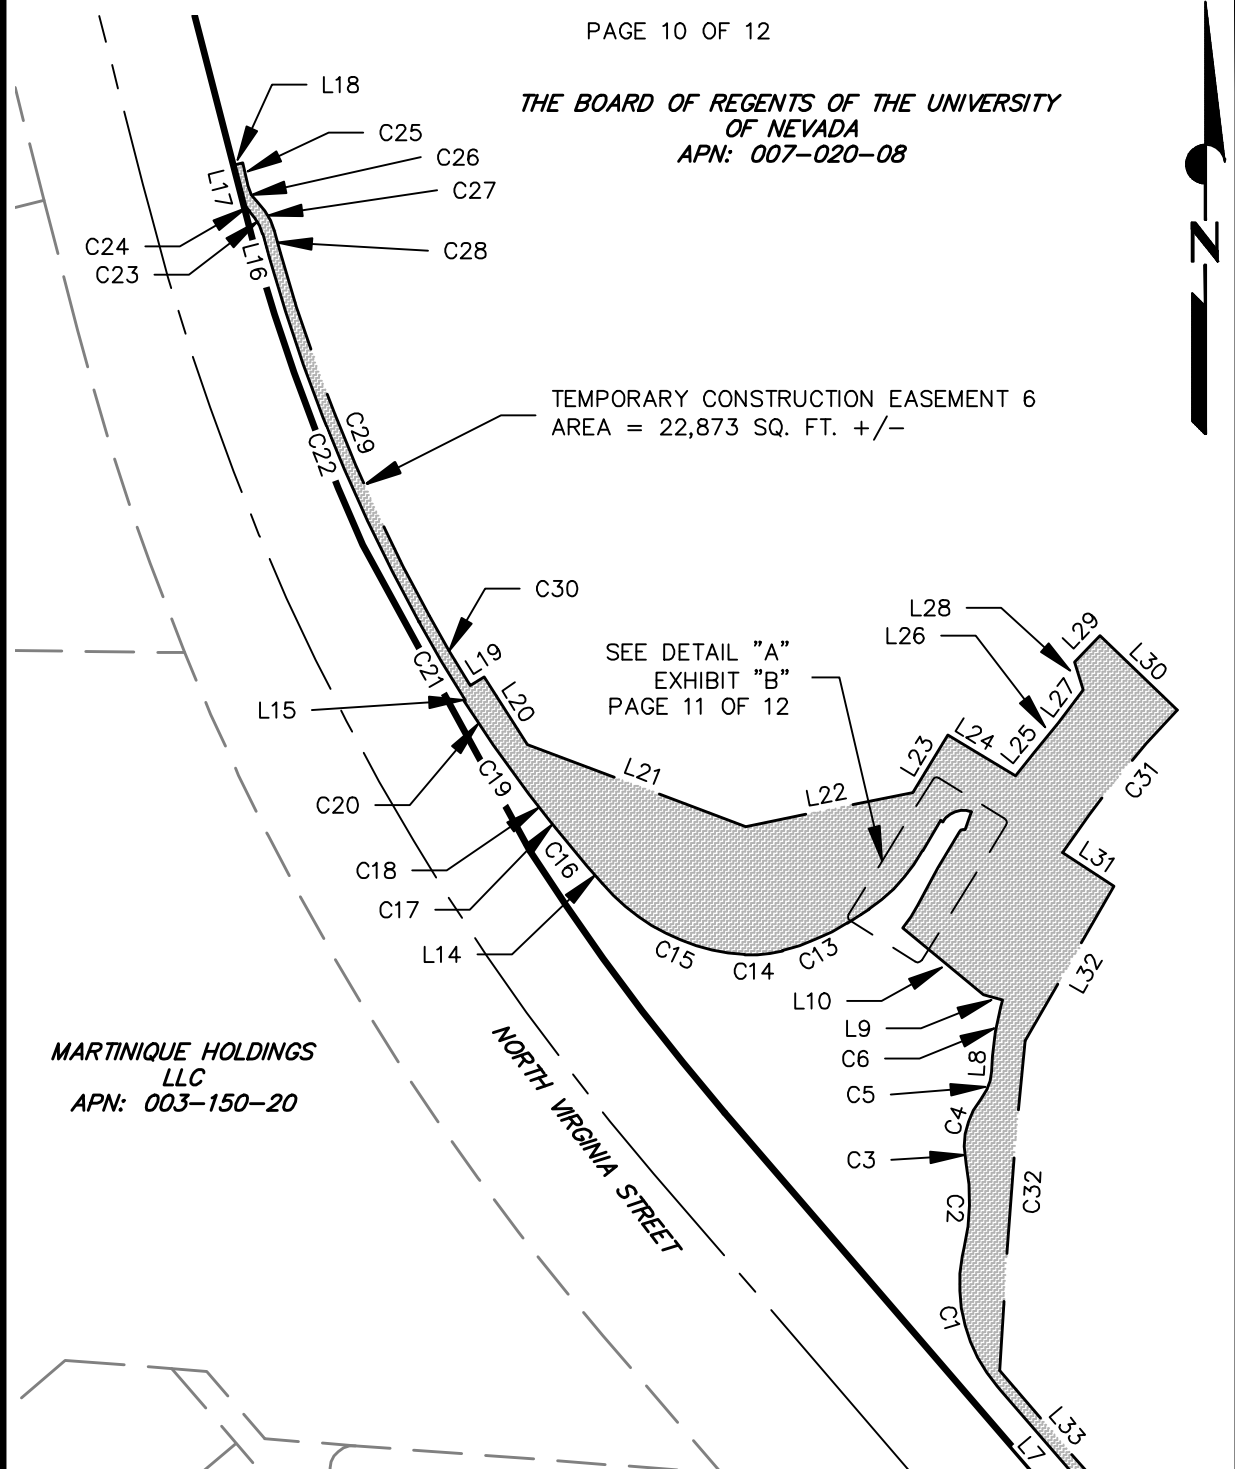 PAGE 10 OF 12
L18
THE BOARD OF REGENTS OF THE UNIVERSITY
OF NEVADA
APN: 007-020-08
C25
C26
C27
L17
C24
C23
L16
C28
N
TEMPORARY CONSTRUCTION EASEMENT 6
AREA = 22,873 SQ. FT. +/-
C29
C22
C30
L28
L26
L29
L30
SEE DETAIL "A"
EXHIBIT "B"
PAGE 11 OF 12
L19
C21
L20
L15
L27
L25
L24
L23
C31
L21
L22
C19
C20
C18
C16
C17
L31
L14
C15
C14
C13
L10
L32
L9
C6
L8
C5
C4
C3
C2
C32
MARTINIQUE HOLDINGS
LLC
APN: 003-150-20
NORTH VIRGINIA STREET
C1
L33
L7